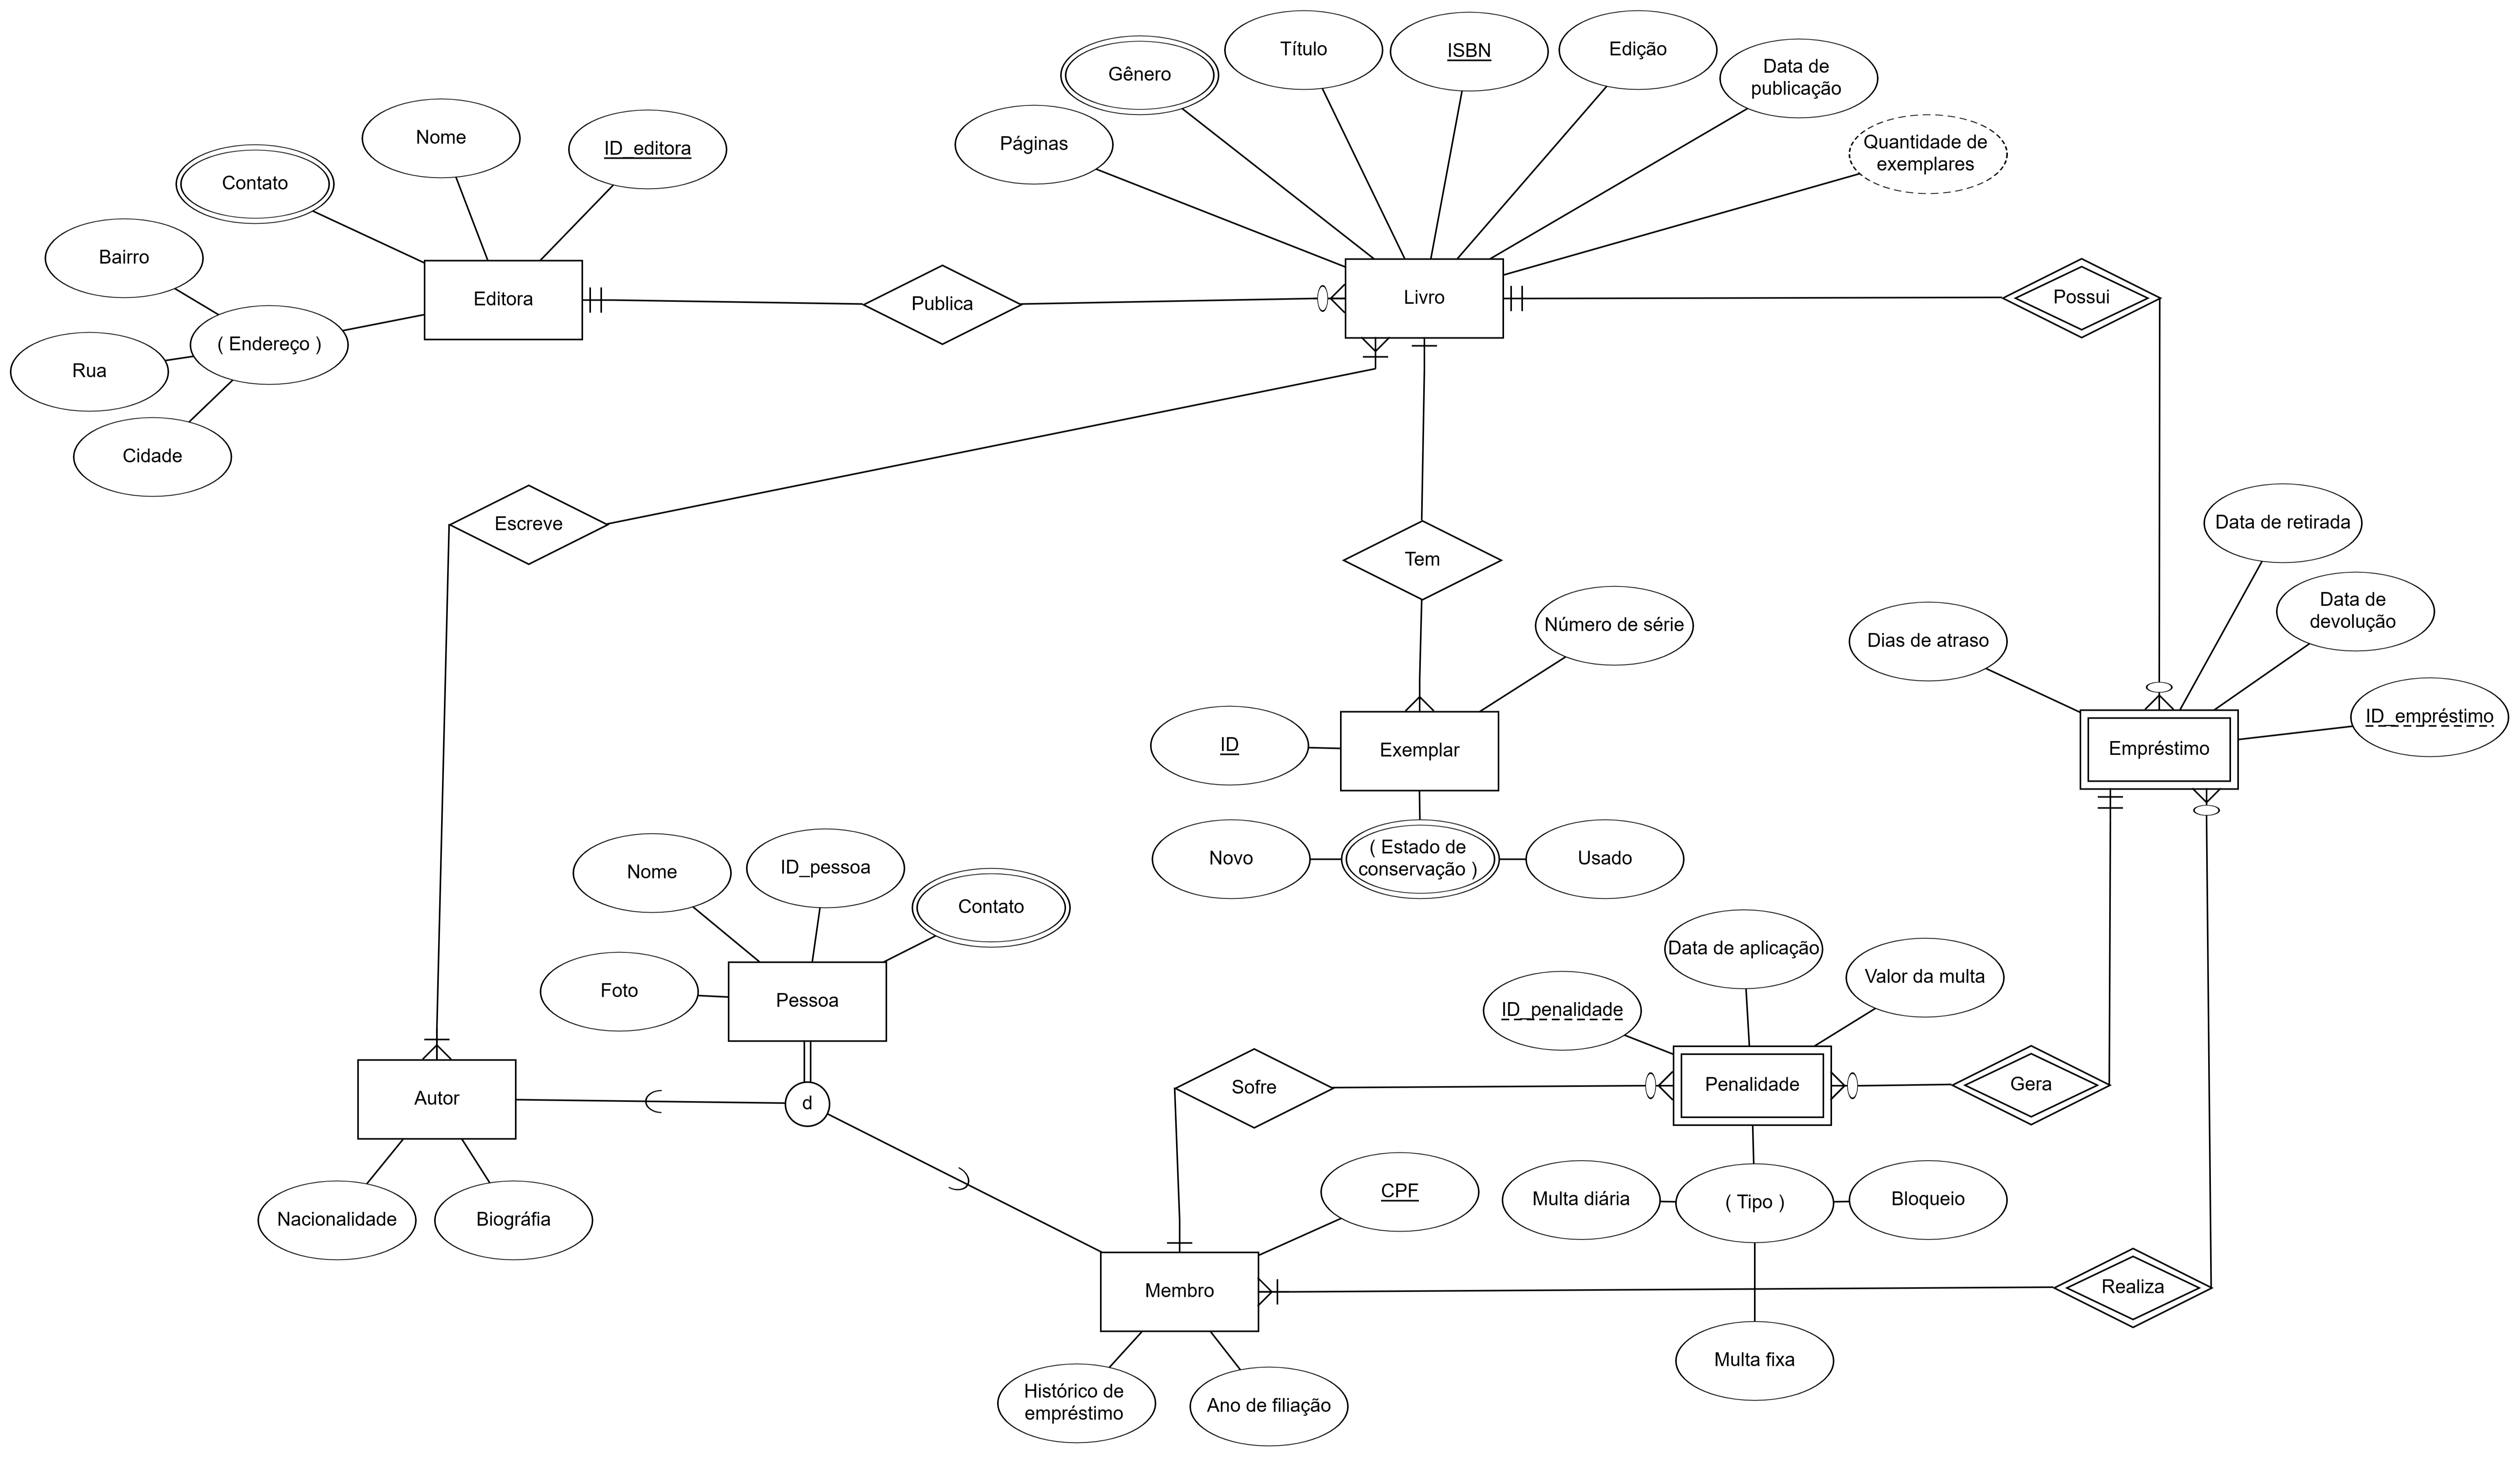 Título
ISBN
Edição
Gênero
Data de
publicação
Páginas
Quantidade de
exemplares
Nome
ID_editora
Contato
Bairro
( Endereço )
Rua
Cidade
Editora
Publica
Livro
Possui
Escreve
Tem
Data de retirada
Data de
devolução
Dias de atraso
ID_empréstimo
Empréstimo
Número de série
ID
Exemplar
Novo
( Estado de
conservação )
Usado
Nome
ID_pessoa
Contato
Foto
Pessoa
Data de aplicação
Valor da multa
ID_penalidade
Sofre
Penalidade
Gera
Autor
d
Nacionalidade
Biográfia
CPF
Multa diária
( Tipo )
Bloqueio
Membro
Realiza
Multa fixa
Histórico de
empréstimo
Ano de filiação